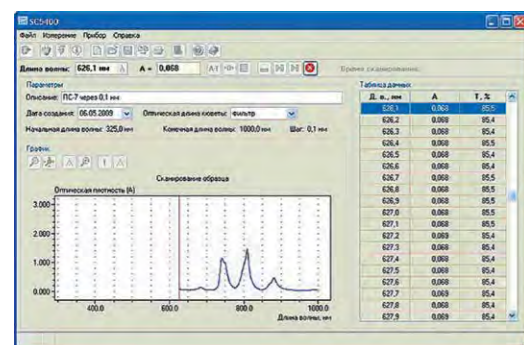 SC5400
Файл Измерение Прибор Справка
Длина волны: 626,1 нм A = 0,068 Время сканирования:
Параметры
Описание: ПС-7 через 0,1 нм
Дата создания: 06.05.2009 Оптическая длина кюветы: фильтр
Начальная длина волны: 325,0 нм Конечная длина волны: 1000,0 нм Шаг: 0,1 нм
График
Сканирование образца
Оптическая плотность (A)
3.000
2.000
1.000
0.000
400.0 600.0 800.0 1000.0
Длина волны, нм
Таблица данных
Д. в., нм A T, %
626,1 0,068 85,5
626,2 0,068 85,4
626,3 0,068 85,4
626,4 0,068 85,5
626,5 0,068 85,4
626,6 0,068 85,4
626,7 0,068 85,5
626,8 0,068 85,5
626,9 0,068 85,5
627,0 0,068 85,5
627,1 0,068 85,5
627,2 0,069 85,4
627,3 0,068 85,4
627,4 0,068 85,4
627,5 0,068 85,4
627,6 0,068 85,4
627,7 0,069 85,4
627,8 0,069 85,4
627,9 0,069 85,4